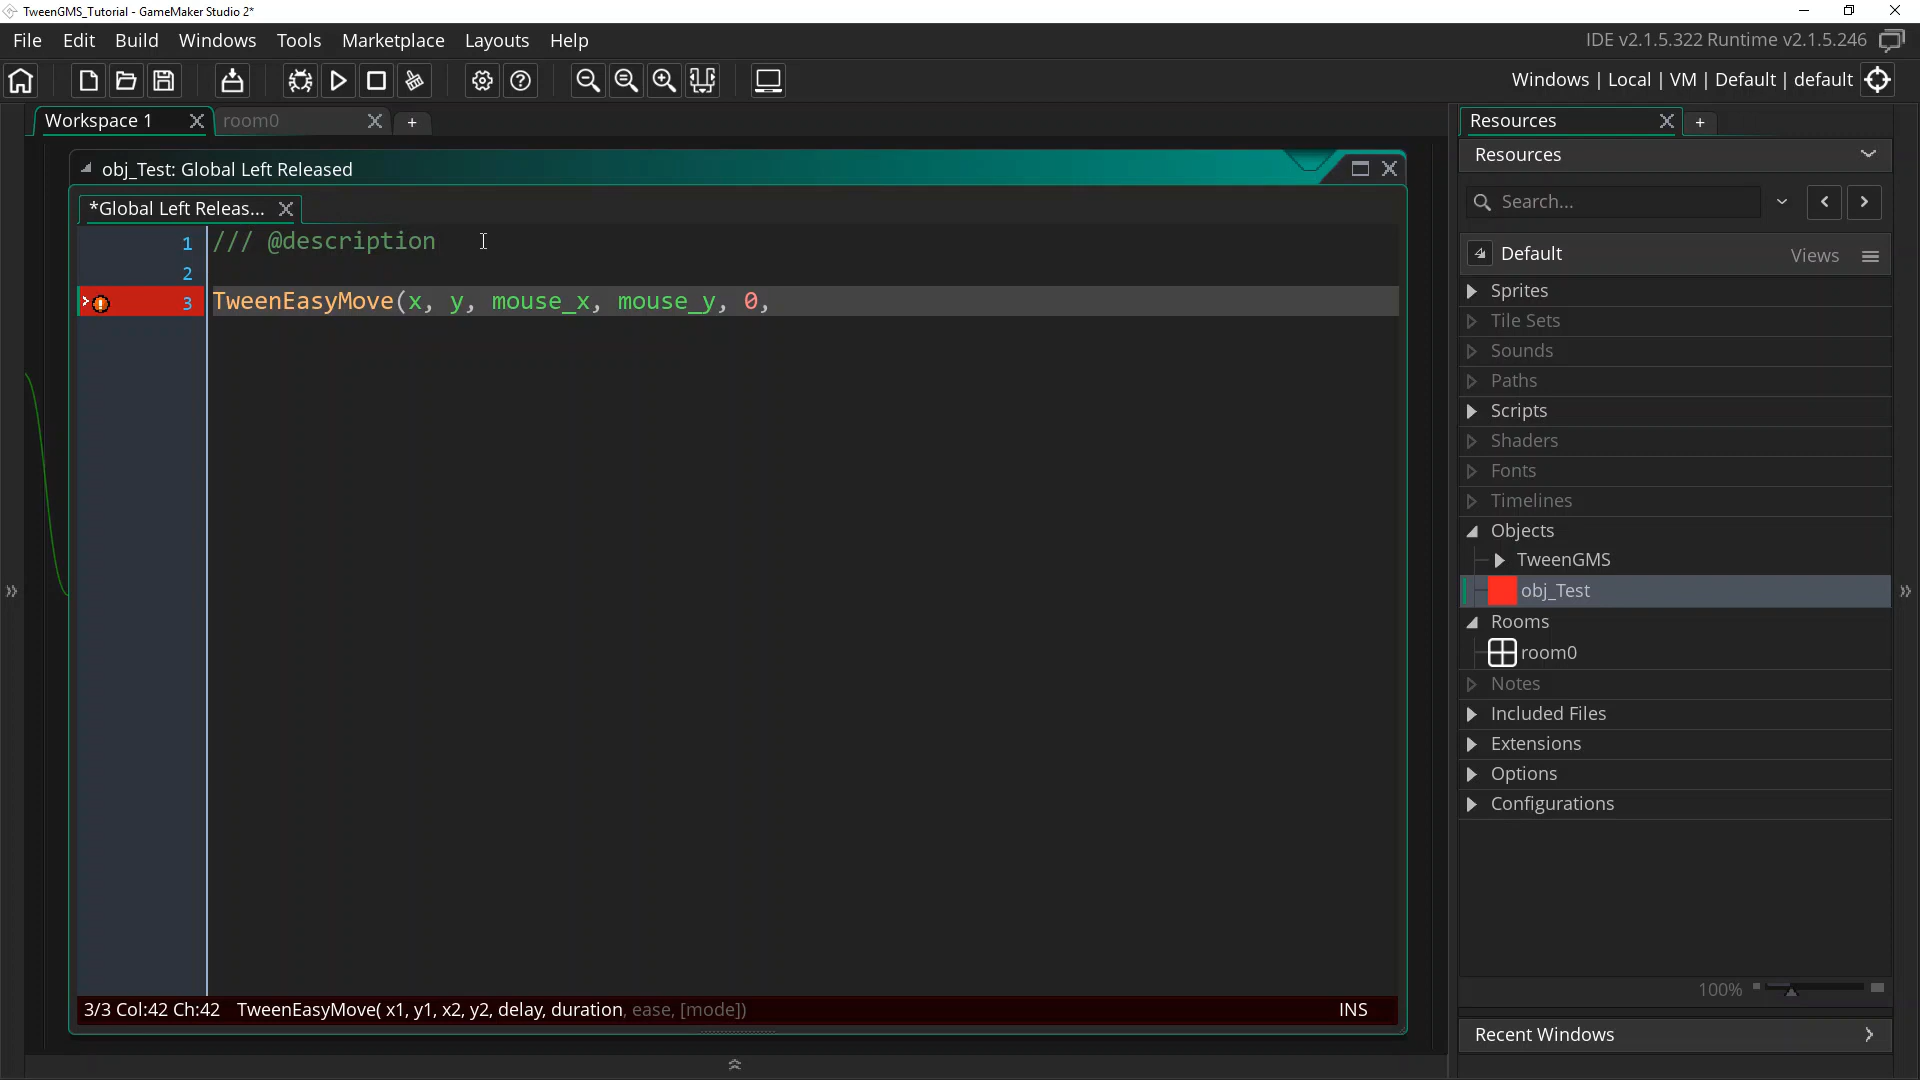 TweenGMS_Tutorial - GameMaker Studio 2*
File Edit Build Windows Tools Marketplace Layouts Help
IDE v2.1.5.322 Runtime v2.1.5.246
Windows | Local | VM | Default | default
Workspace 1
room0
+
Resources
+
obj_Test: Global Left Released
*Global Left Releas...
1 /// @description
2
3 TweenEasyMove(x, y, mouse_x, mouse_y, 0,
3/3 Col:42 Ch:42 TweenEasyMove( x1, y1, x2, y2, delay, duration, ease, [mode])
INS
Resources
Search...
Default
Views
Sprites
Tile Sets
Sounds
Paths
Scripts
Shaders
Fonts
Timelines
Objects
TweenGMS
obj_Test
Rooms
room0
Notes
Included Files
Extensions
Options
Configurations
100%
Recent Windows